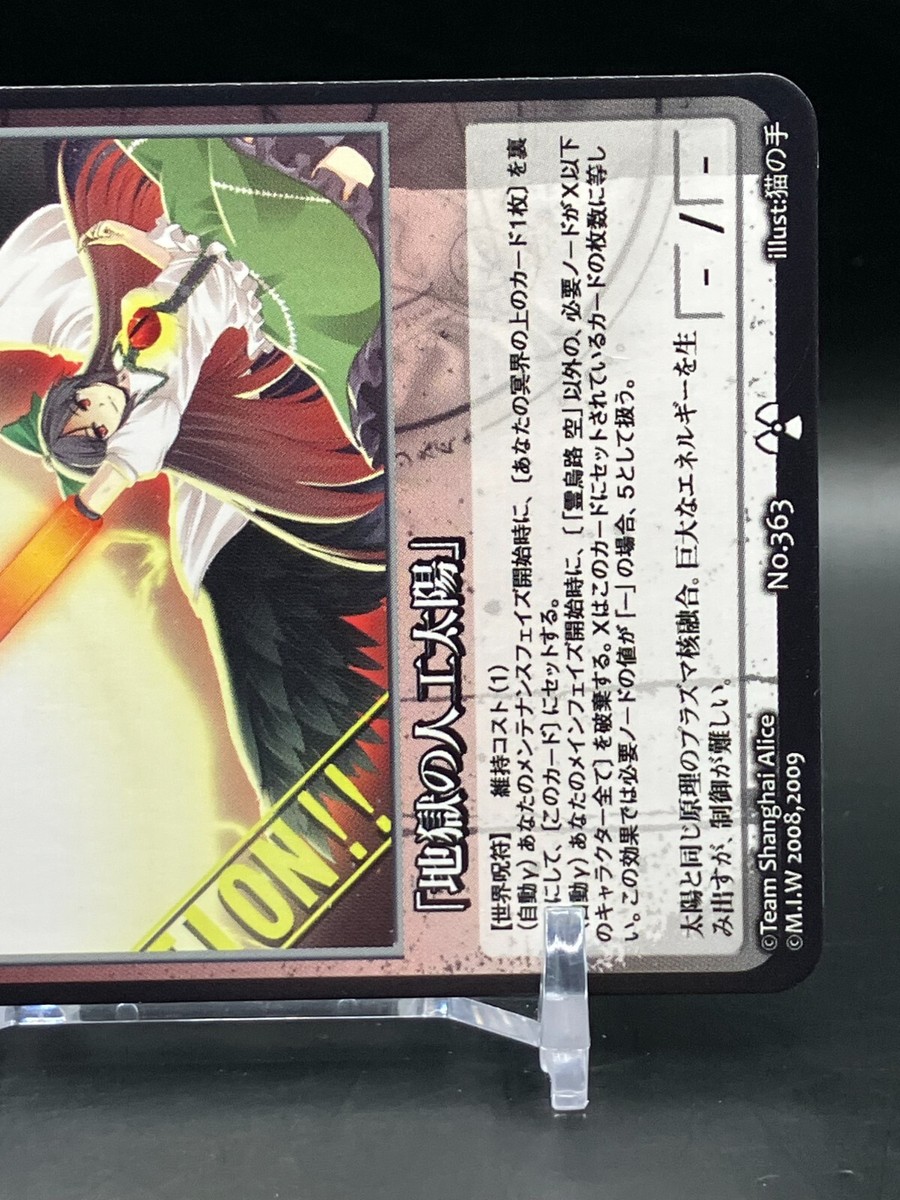 TION!!
「地獄の人工太陽」
【世界呪符】 維持コスト(1)
(自動γ)あなたのメンテナンスフェイズ開始時に、〔あなたの冥界の上のカード1枚〕を裏
にして、〔このカード〕にセットする。
動γ)あなたのメインフェイズ開始時に、〔「霊烏路 空」以外の、必要ノードがX以下
のキャラクター全て〕を破棄する。Xはこのカードにセットされているカードの枚数に等し
い。この効果では必要ノードの値が「-」の場合、5として扱う。
太陽と同じ原理のプラズマ核融合。巨大なエネルギーを生
み出すが、制御が難しい。
- / -
©Team Shanghai Alice No.363 illust:猫の手
©M.I.W 2008,2009